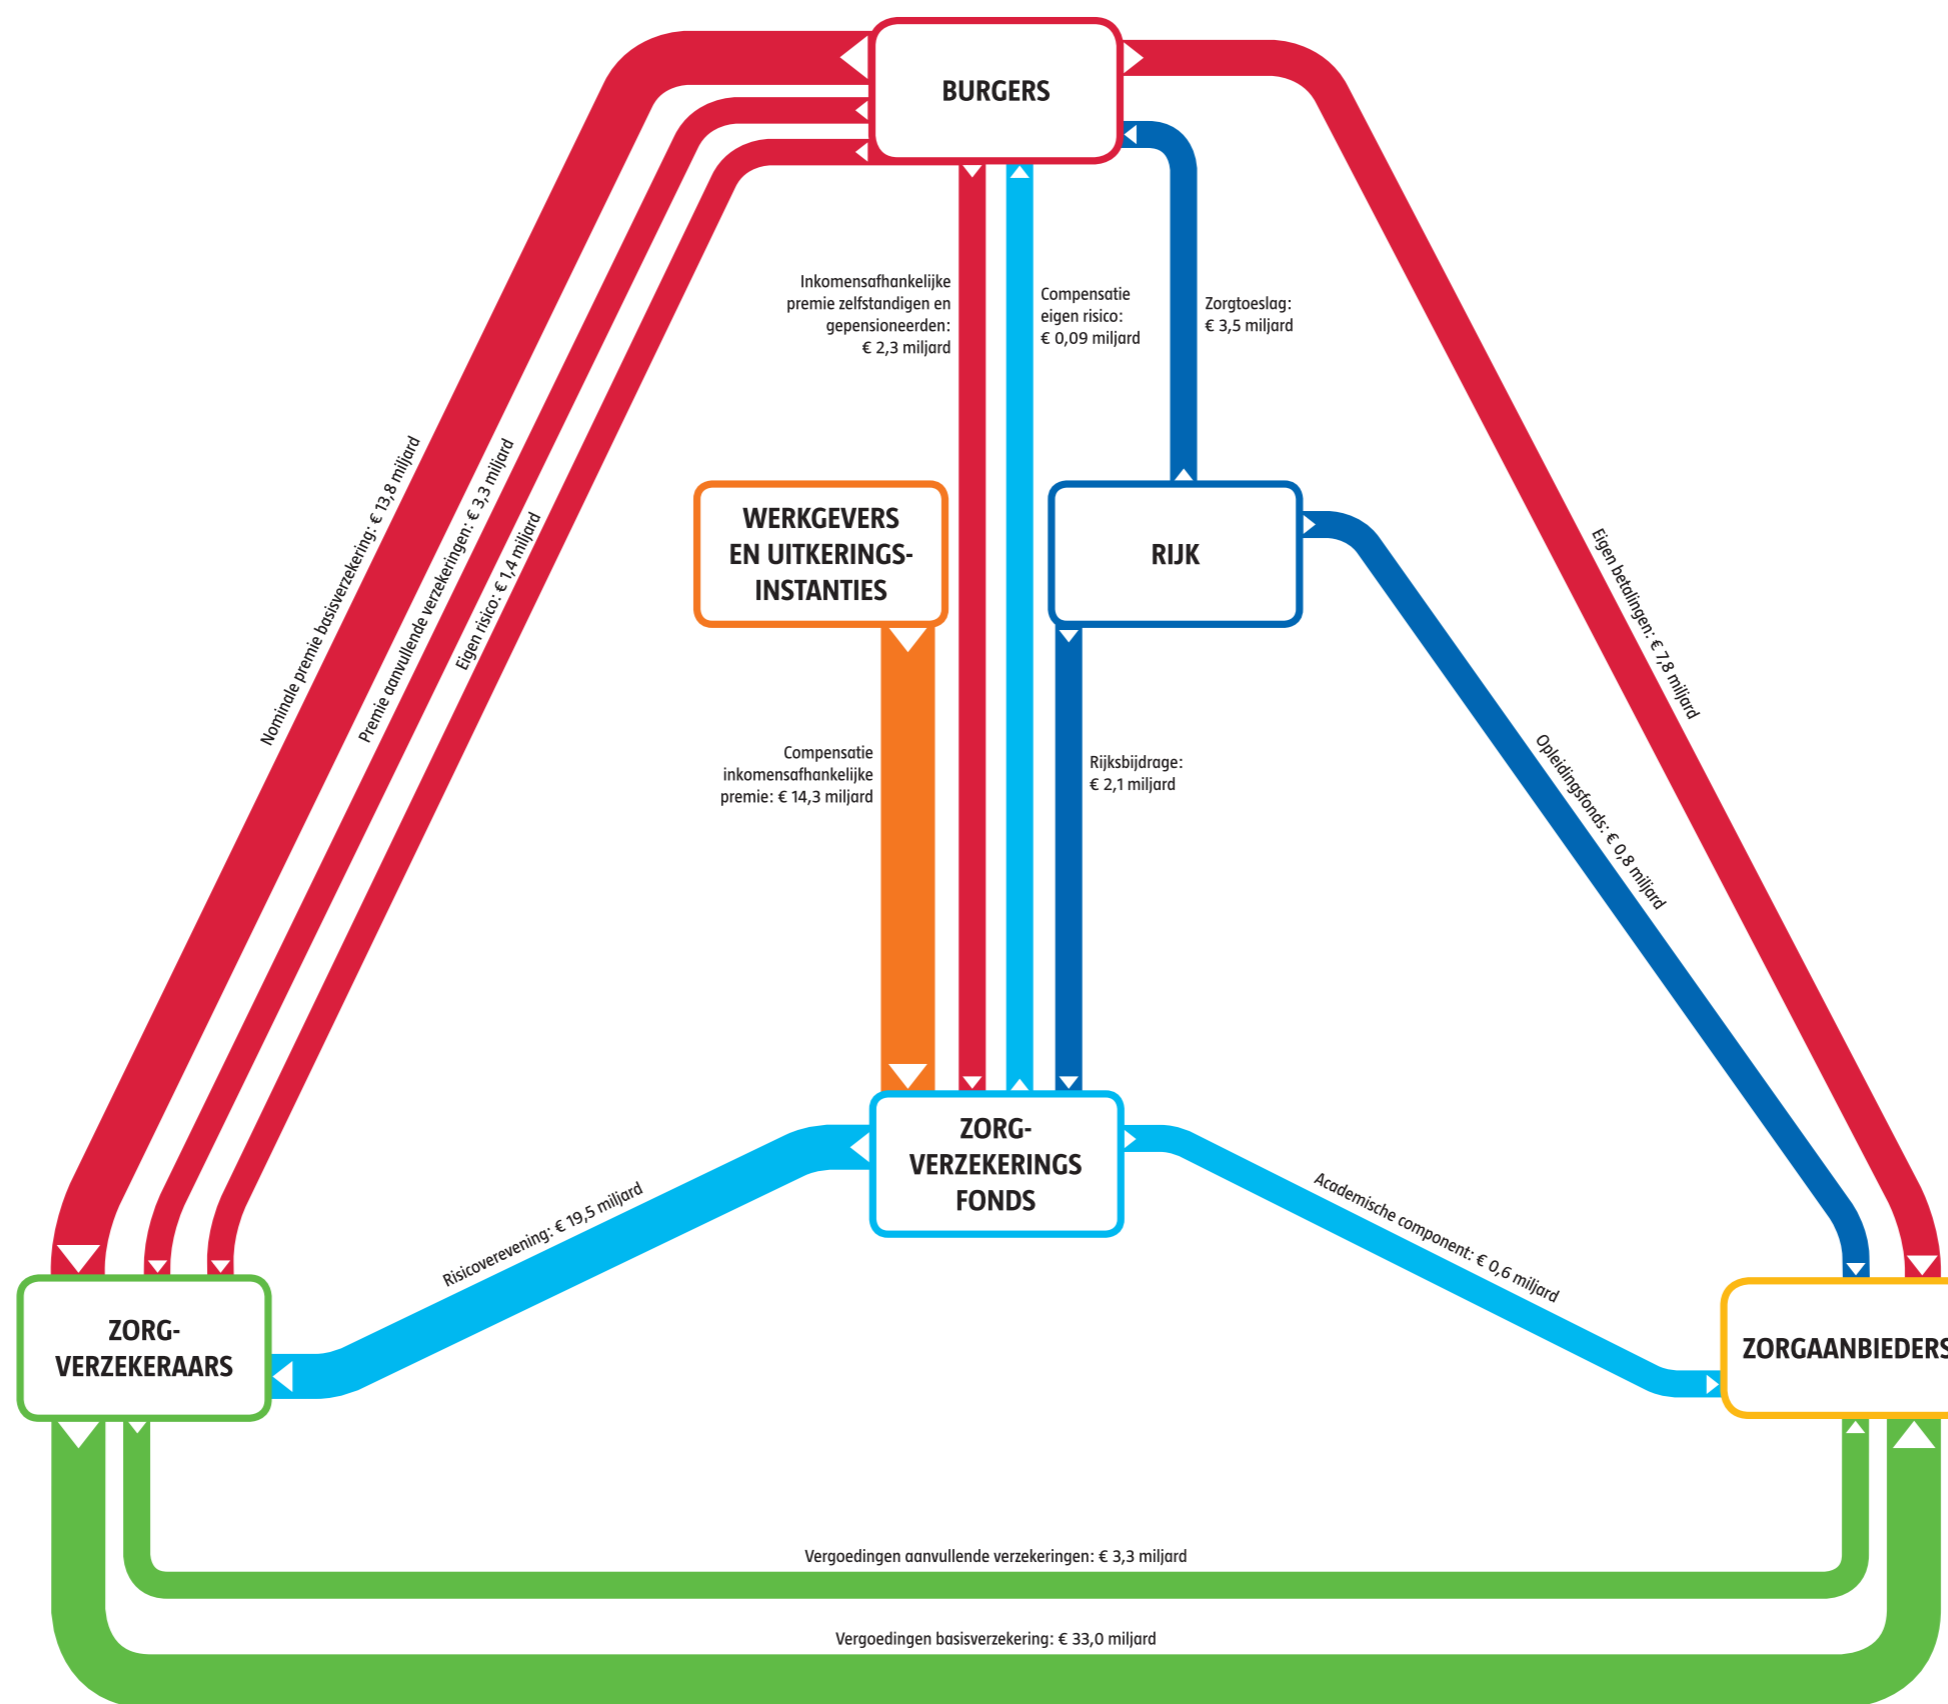 BURGERS
Inkomensafhankelijke
premie zelfstandigen en
gepensioneerden:
€ 2,3 miljard
Compensatie
eigen risico:
€ 0,09 miljard
Zorgtoeslag:
€ 3,5 miljard
Nominale premie basisverzekering: € 13,8 miljard
Premie aanvullende verzekeringen: € 3,3 miljard
Eigen risico: € 1,4 miljard
WERKGEVERS
EN UITKERINGS-
INSTANTIES
RIJK
Eigen betalingen: € 7,8 miljard
Opleidingsfonds: € 0,8 miljard
Compensatie
inkomensafhankelijke
premie: € 14,3 miljard
Rijksbijdrage:
€ 2,1 miljard
ZORG-
VERZEKERINGS
FONDS
Risicoverevening: € 19,5 miljard
Academische component: € 0,6 miljard
ZORG-
VERZEKERAARS
ZORGAANBIEDERS
Vergoedingen aanvullende verzekeringen: € 3,3 miljard
Vergoedingen basisverzekering: € 33,0 miljard